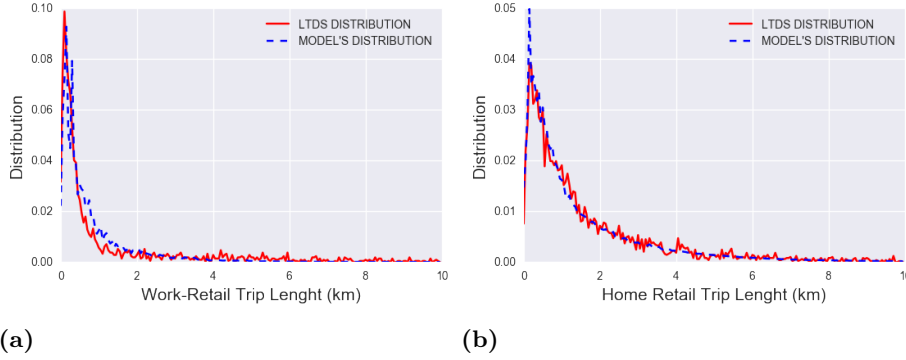 LTDS DISTRIBUTION
MODEL'S DISTRIBUTION
Distribution
0.10
0.08
0.06
0.04
0.02
0.00
0 2 4 6 8 10
Work-Retail Trip Lenght (km)
(a)
LTDS DISTRIBUTION
MODEL'S DISTRIBUTION
Distribution
0.05
0.04
0.03
0.02
0.01
0.00
0 2 4 6 8 10
Home Retail Trip Lenght (km)
(b)